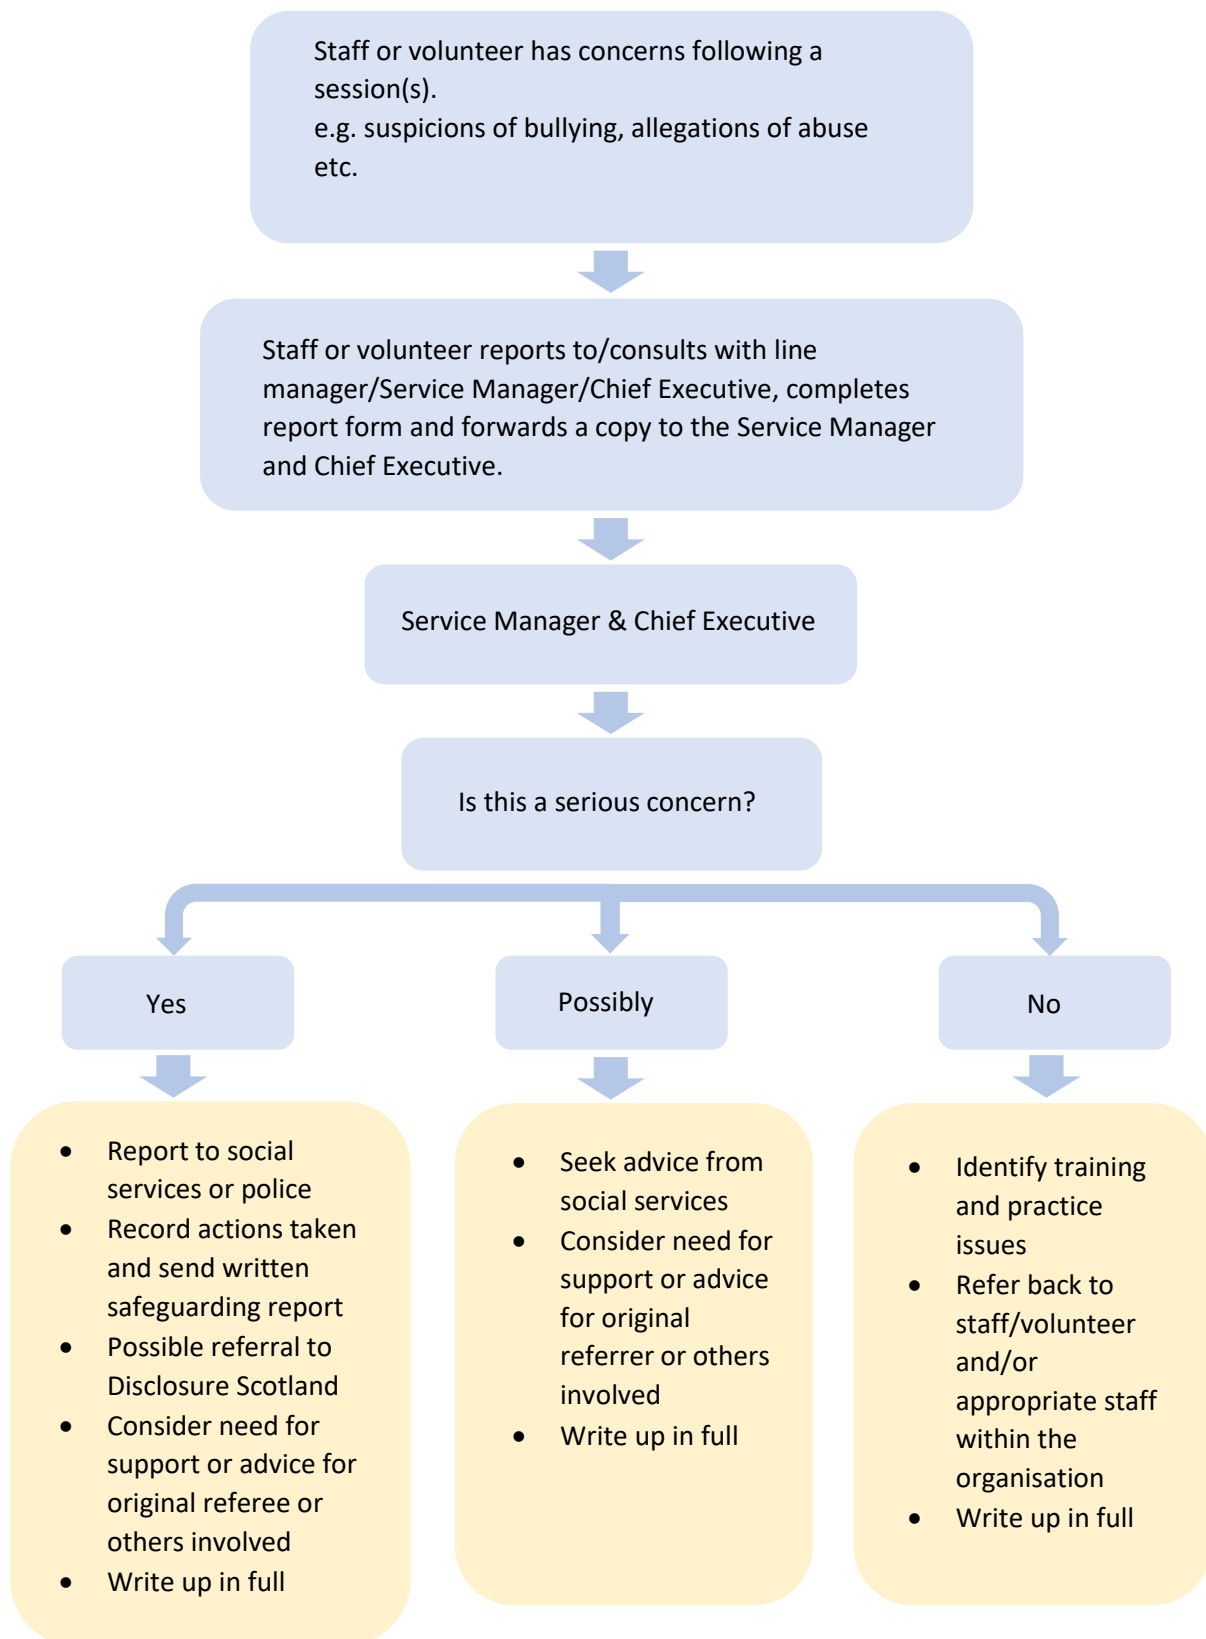 Staff or volunteer has concerns following a
session(s).
e.g. suspicions of bullying, allegations of abuse
etc.
Staff or volunteer reports to/consults with line
manager/Service Manager/Chief Executive, completes
report form and forwards a copy to the Service Manager
and Chief Executive.
Service Manager & Chief Executive
Is this a serious concern?
Yes
Possibly
No
• Report to social
services or police
• Record actions taken
and send written
safeguarding report
• Possible referral to
Disclosure Scotland
• Consider need for
support or advice for
original referee or
others involved
• Write up in full
• Seek advice from
social services
• Consider need for
support or advice
for original
referrer or others
involved
• Write up in full
• Identify training
and practice
issues
• Refer back to
staff/volunteer
and/or
appropriate staff
within the
organisation
• Write up in full